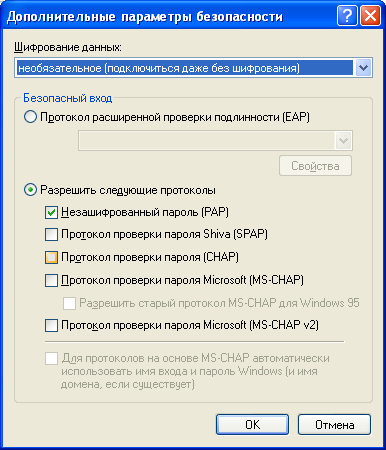 Дополнительные параметры безопасности
Шифрование данных:
необязательное (подключиться даже без шифрования)
Безопасный вход
Протокол расширенной проверки подлинности (EAP)
Свойства
Разрешить следующие протоколы
Незашифрованный пароль (PAP)
Протокол проверки пароля Shiva (SPAP)
Протокол проверки пароля (CHAP)
Протокол проверки пароля Microsoft (MS-CHAP)
Разрешить старый протокол MS-CHAP для Windows 95
Протокол проверки пароля Microsoft (MS-CHAP v2)
Для протоколов на основе MS-CHAP автоматически
использовать имя входа и пароль Windows (и имя
домена, если существует)
ОК
Отмена